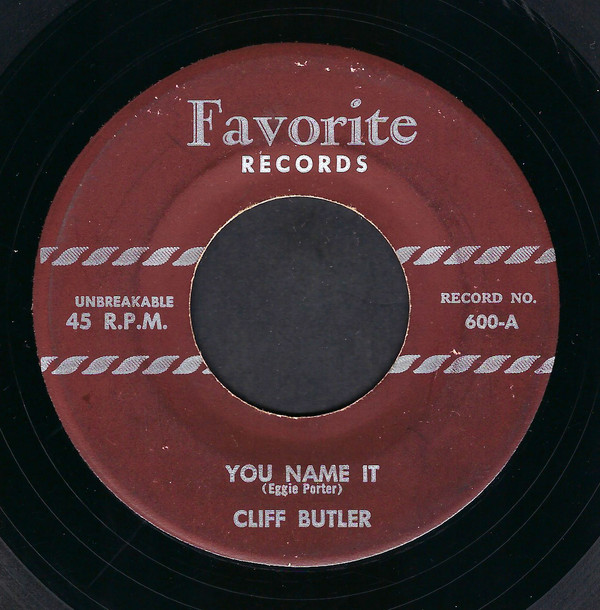 Favorite
RECORDS
UNBREAKABLE
45 R.P.M.
RECORD NO.
600-A
YOU NAME IT
(Eggie Porter)
CLIFF BUTLER